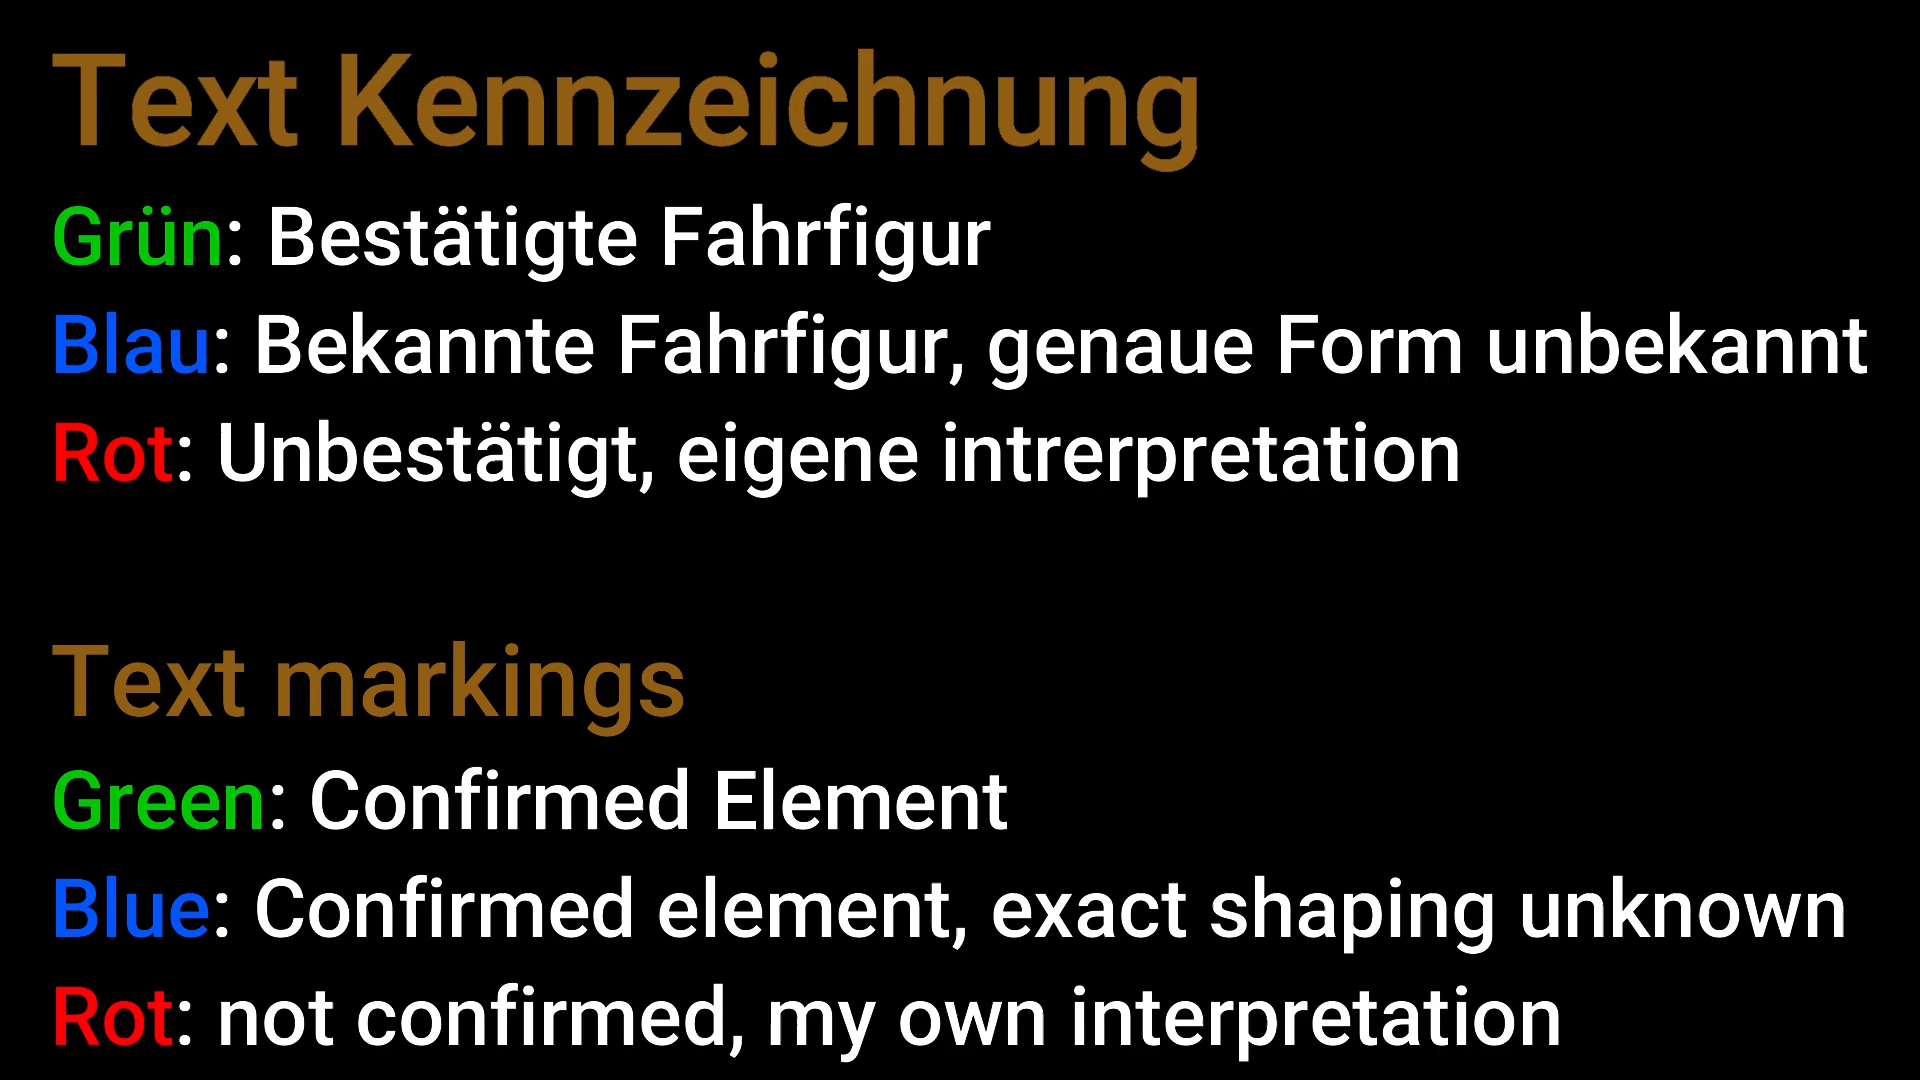 Text Kennzeichnung
Grün: Bestätigte Fahrfigur
Blau: Bekannte Fahrfigur, genaue Form unbekannt
Rot: Unbestätigt, eigene intrerpretation
Text markings
Green: Confirmed Element
Blue: Confirmed element, exact shaping unknown
Rot: not confirmed, my own interpretation